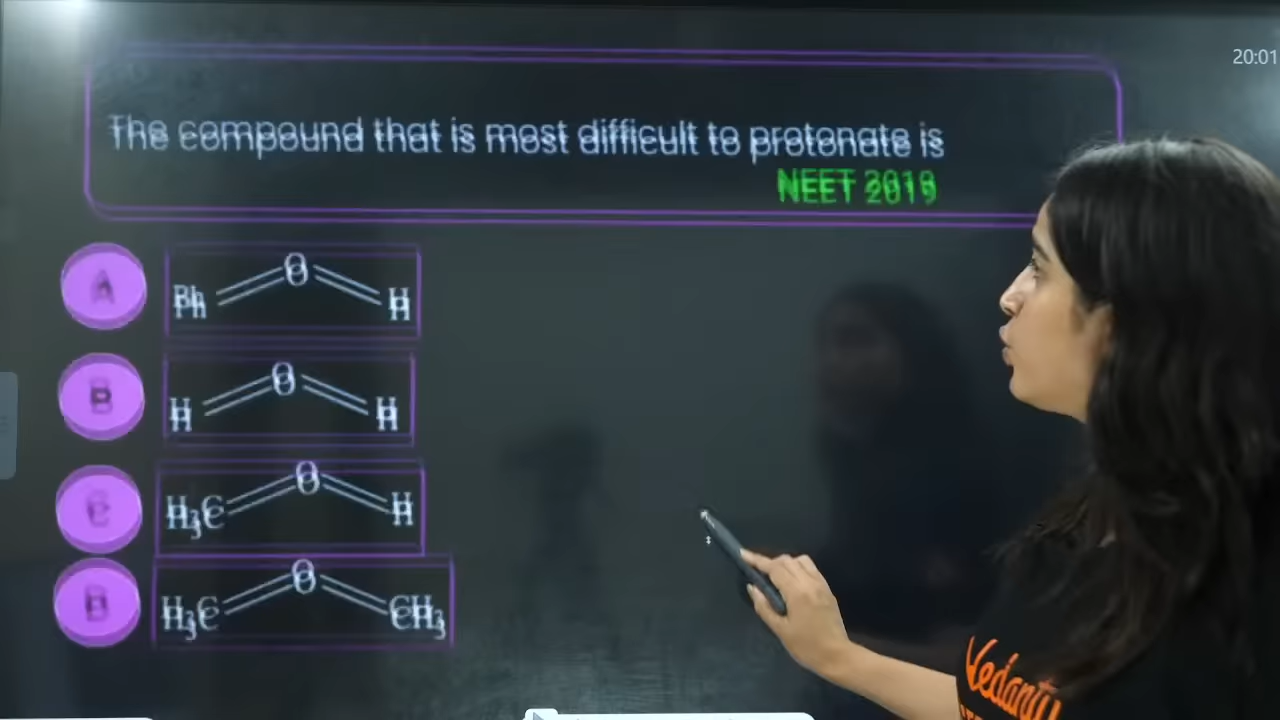 20:01
The compound that is most difficult to protonate is
NEET 2019
A
Ph O H
B
H O H
C
H₃C O H
D
H₃C O CH₃
Vedantu